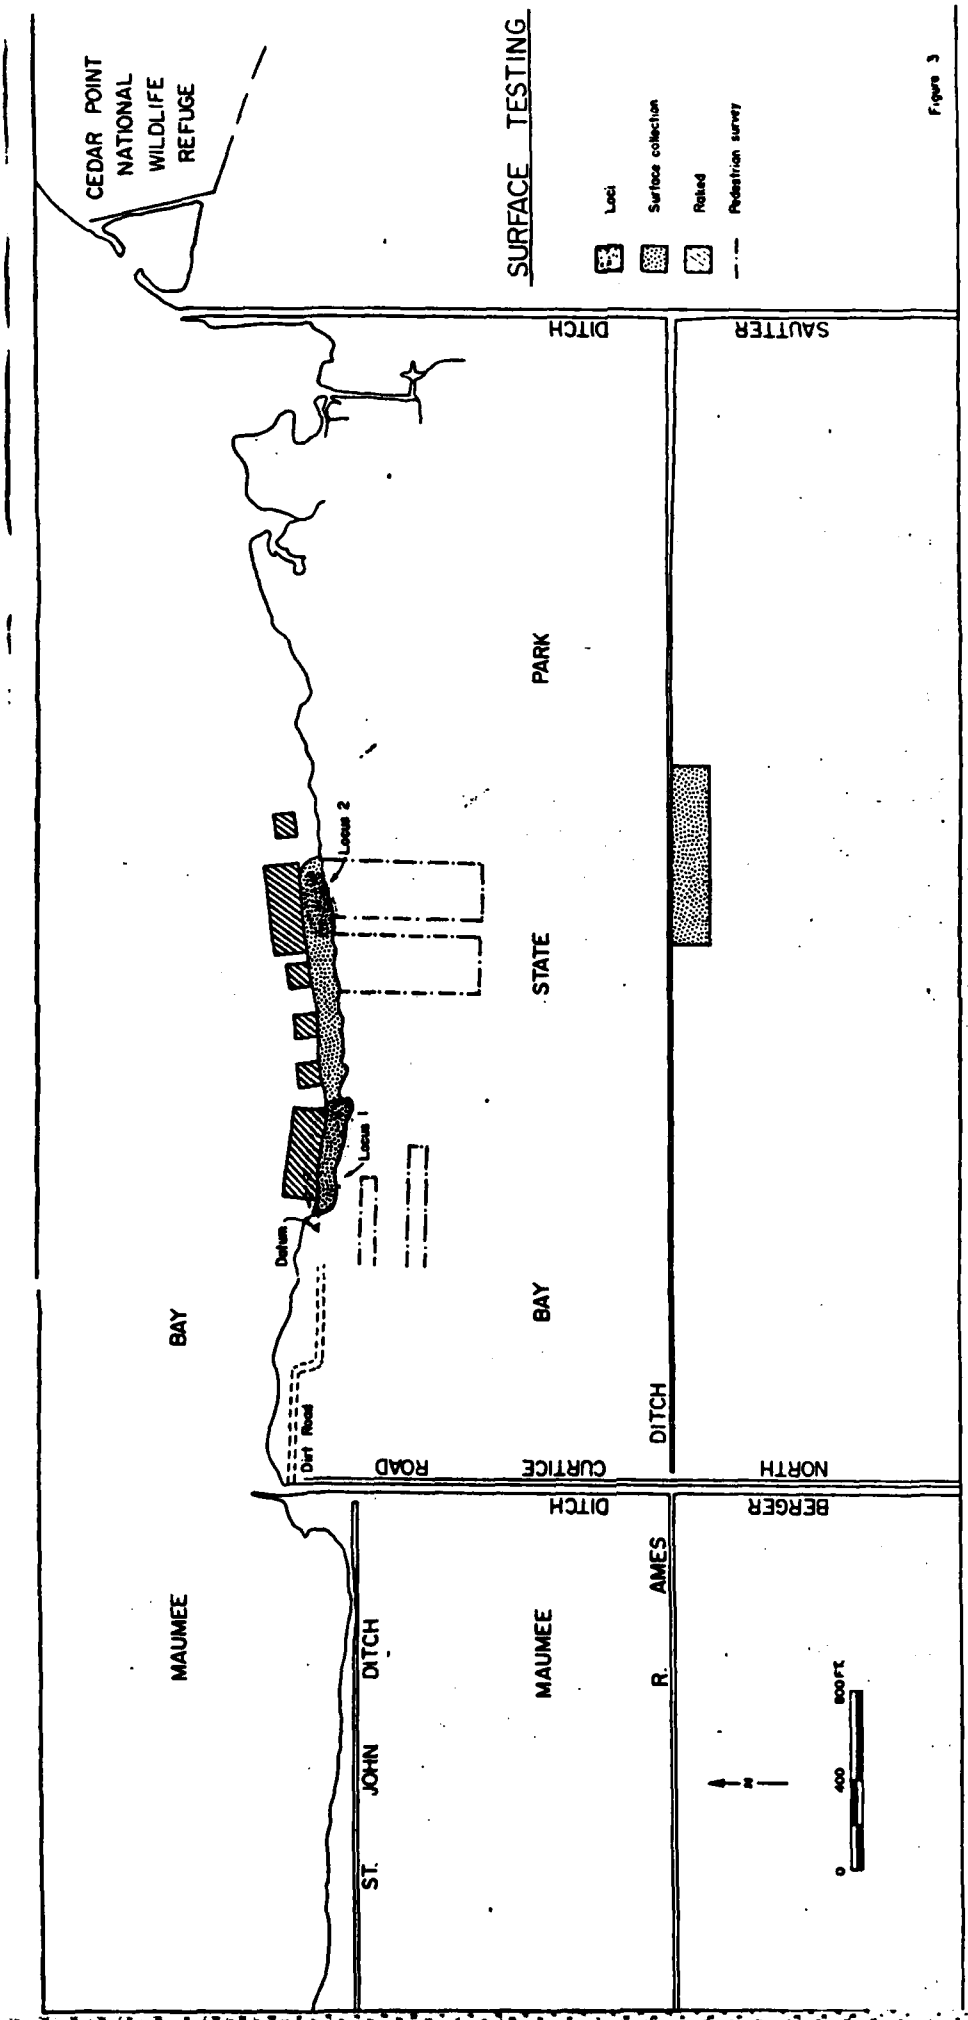 CEDAR POINT
NATIONAL
WILDLIFE
REFUGE
MAUMEE BAY
Dirt Road
Datum
Locus 1
Locus 2
ST. JOHN DITCH
MAUMEE BAY STATE PARK
R. AMES DITCH
NORTH CURTICE ROAD
BERGER DITCH
SAUTTER DITCH
N
0 400 800 FT.
SURFACE TESTING
Loci
Surface collection
Raked
Pedestrian survey
Figure 3